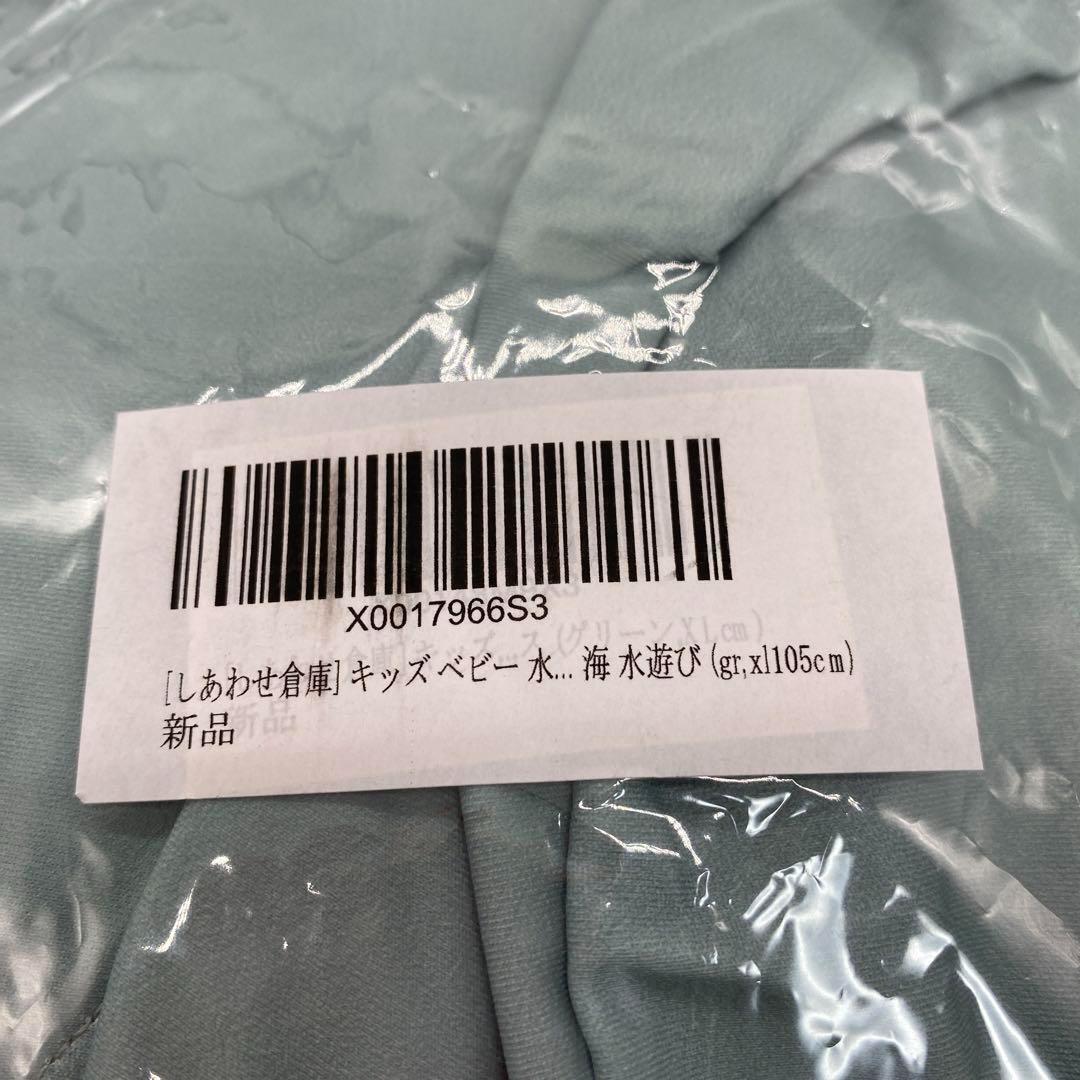 X0017966S3
[しあわせ倉庫] キッズ ベビー 水... 海 水遊び (gr,xl105cm)
新品